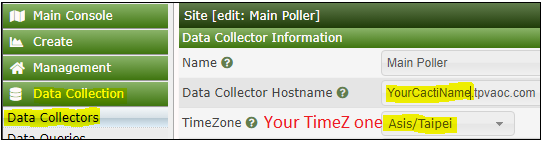 Main Console
Create
Management
Data Collection
Data Collectors
Data Queries
Site [edit: Main Poller]
Data Collector Information
Name
Main Poller
Data Collector Hostname
YourCactiName.tpvaoc.com
TimeZone
Your TimeZ one
Asis/Taipei